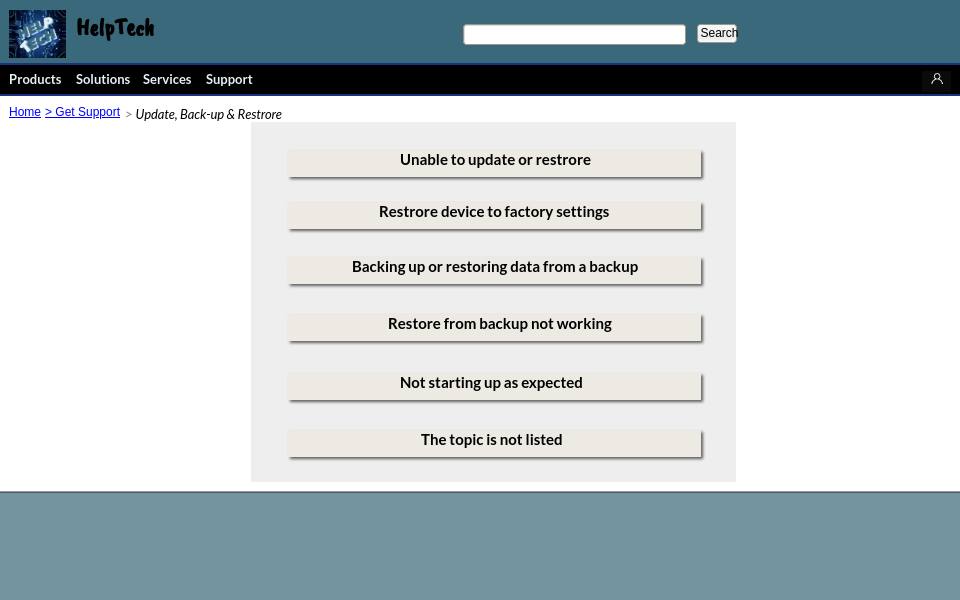 HELP
TECH
HelpTech
Search
Products Solutions Services Support
Home > Get Support > Update, Back-up & Restrore
Unable to update or restrore
Restrore device to factory settings
Backing up or restoring data from a backup
Restore from backup not working
Not starting up as expected
The topic is not listed